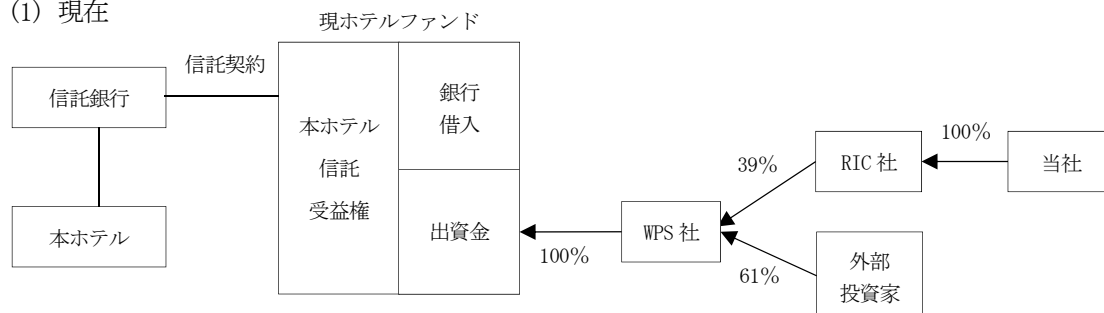 (1) 現在
現ホテルファンド
信託契約
信託銀行
本ホテル
本ホテル
信託
受益権
銀行
借入
出資金
100%
WPS 社
39%
61%
RIC 社
100%
当社
外部
投資家